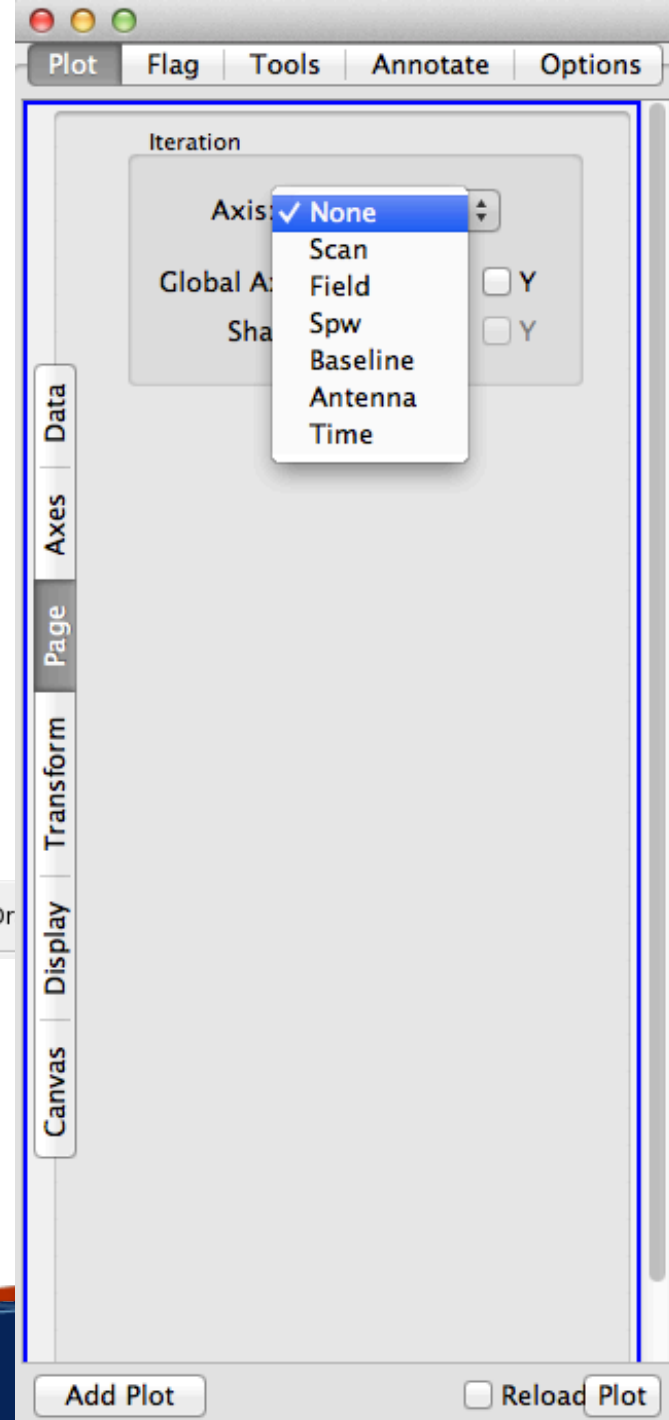 Plot Flag Tools Annotate Options
Iteration
Axis: ✓ None
Scan
Global A Field Y
Sha Spw Y
Baseline
Antenna
Time
Data
Axes
Page
Transform
Display
Canvas
Add Plot Reload Plot